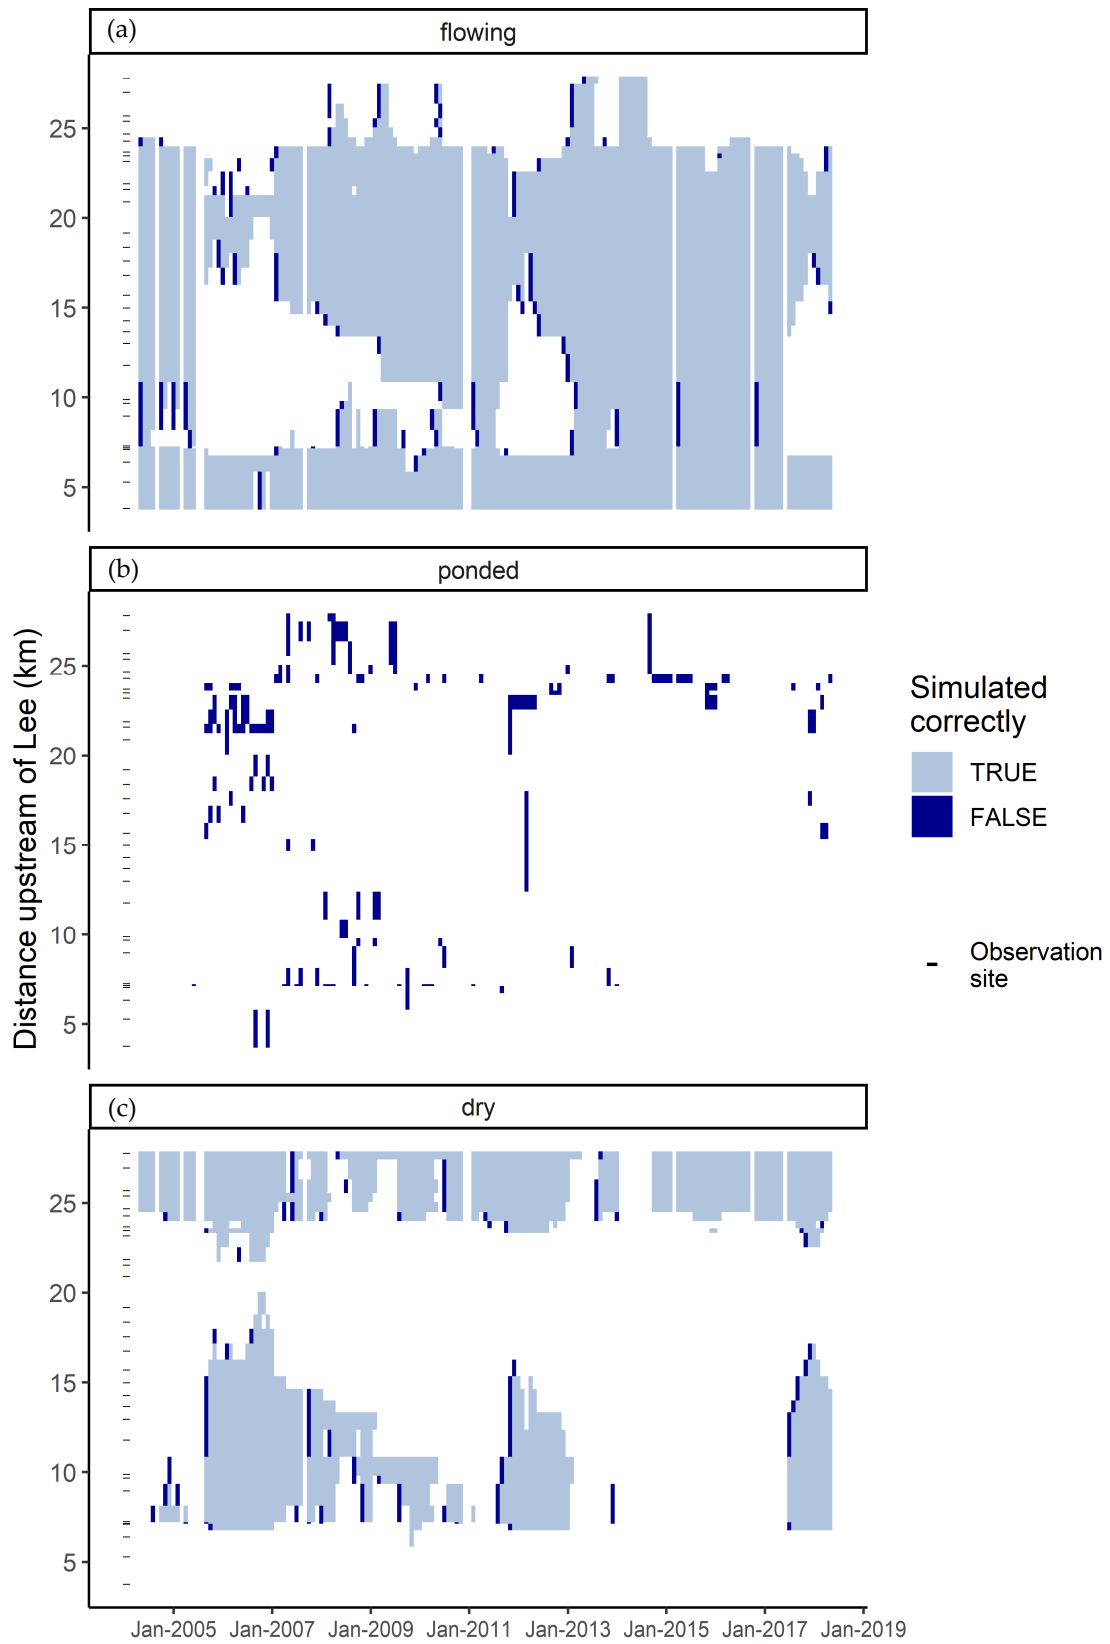 (a)
flowing
25
20
15
10
5
(b)
ponded
25
20
15
10
5
Distance upstream of Lee (km)
Simulated
correctly
TRUE
FALSE
Observation
site
(c)
dry
25
20
15
10
5
Jan-2005 Jan-2007 Jan-2009 Jan-2011 Jan-2013 Jan-2015 Jan-2017 Jan-2019